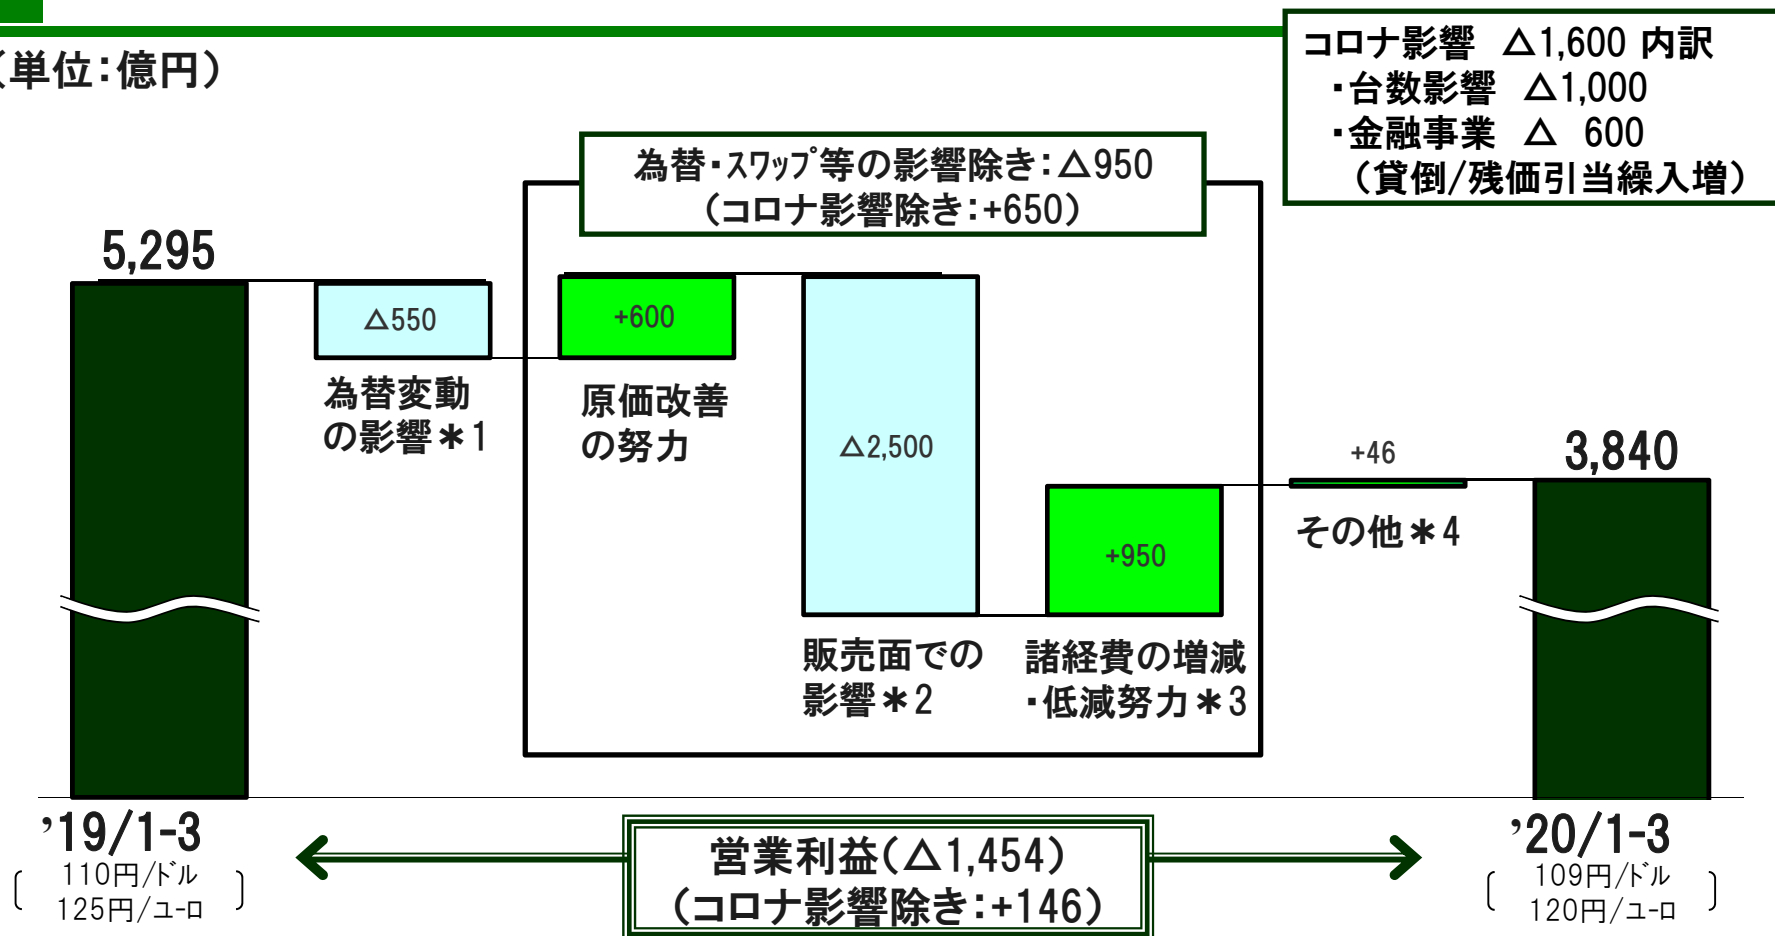 (単位:億円)
コロナ影響 △1,600 内訳
・台数影響 △1,000
・金融事業 △ 600
(貸倒/残価引当繰入増)
為替・スワップ等の影響除き:△950
(コロナ影響除き:+650)
5,295
△550
為替変動
の影響＊1
+600
原価改善
の努力
△2,500
販売面での
影響＊2
+950
諸経費の増減
・低減努力＊3
+46
その他＊4
3,840
’19/1-3
110円/ドル
125円/ユーロ
営業利益(△1,454)
(コロナ影響除き:+146)
’20/1-3
109円/ドル
120円/ユーロ